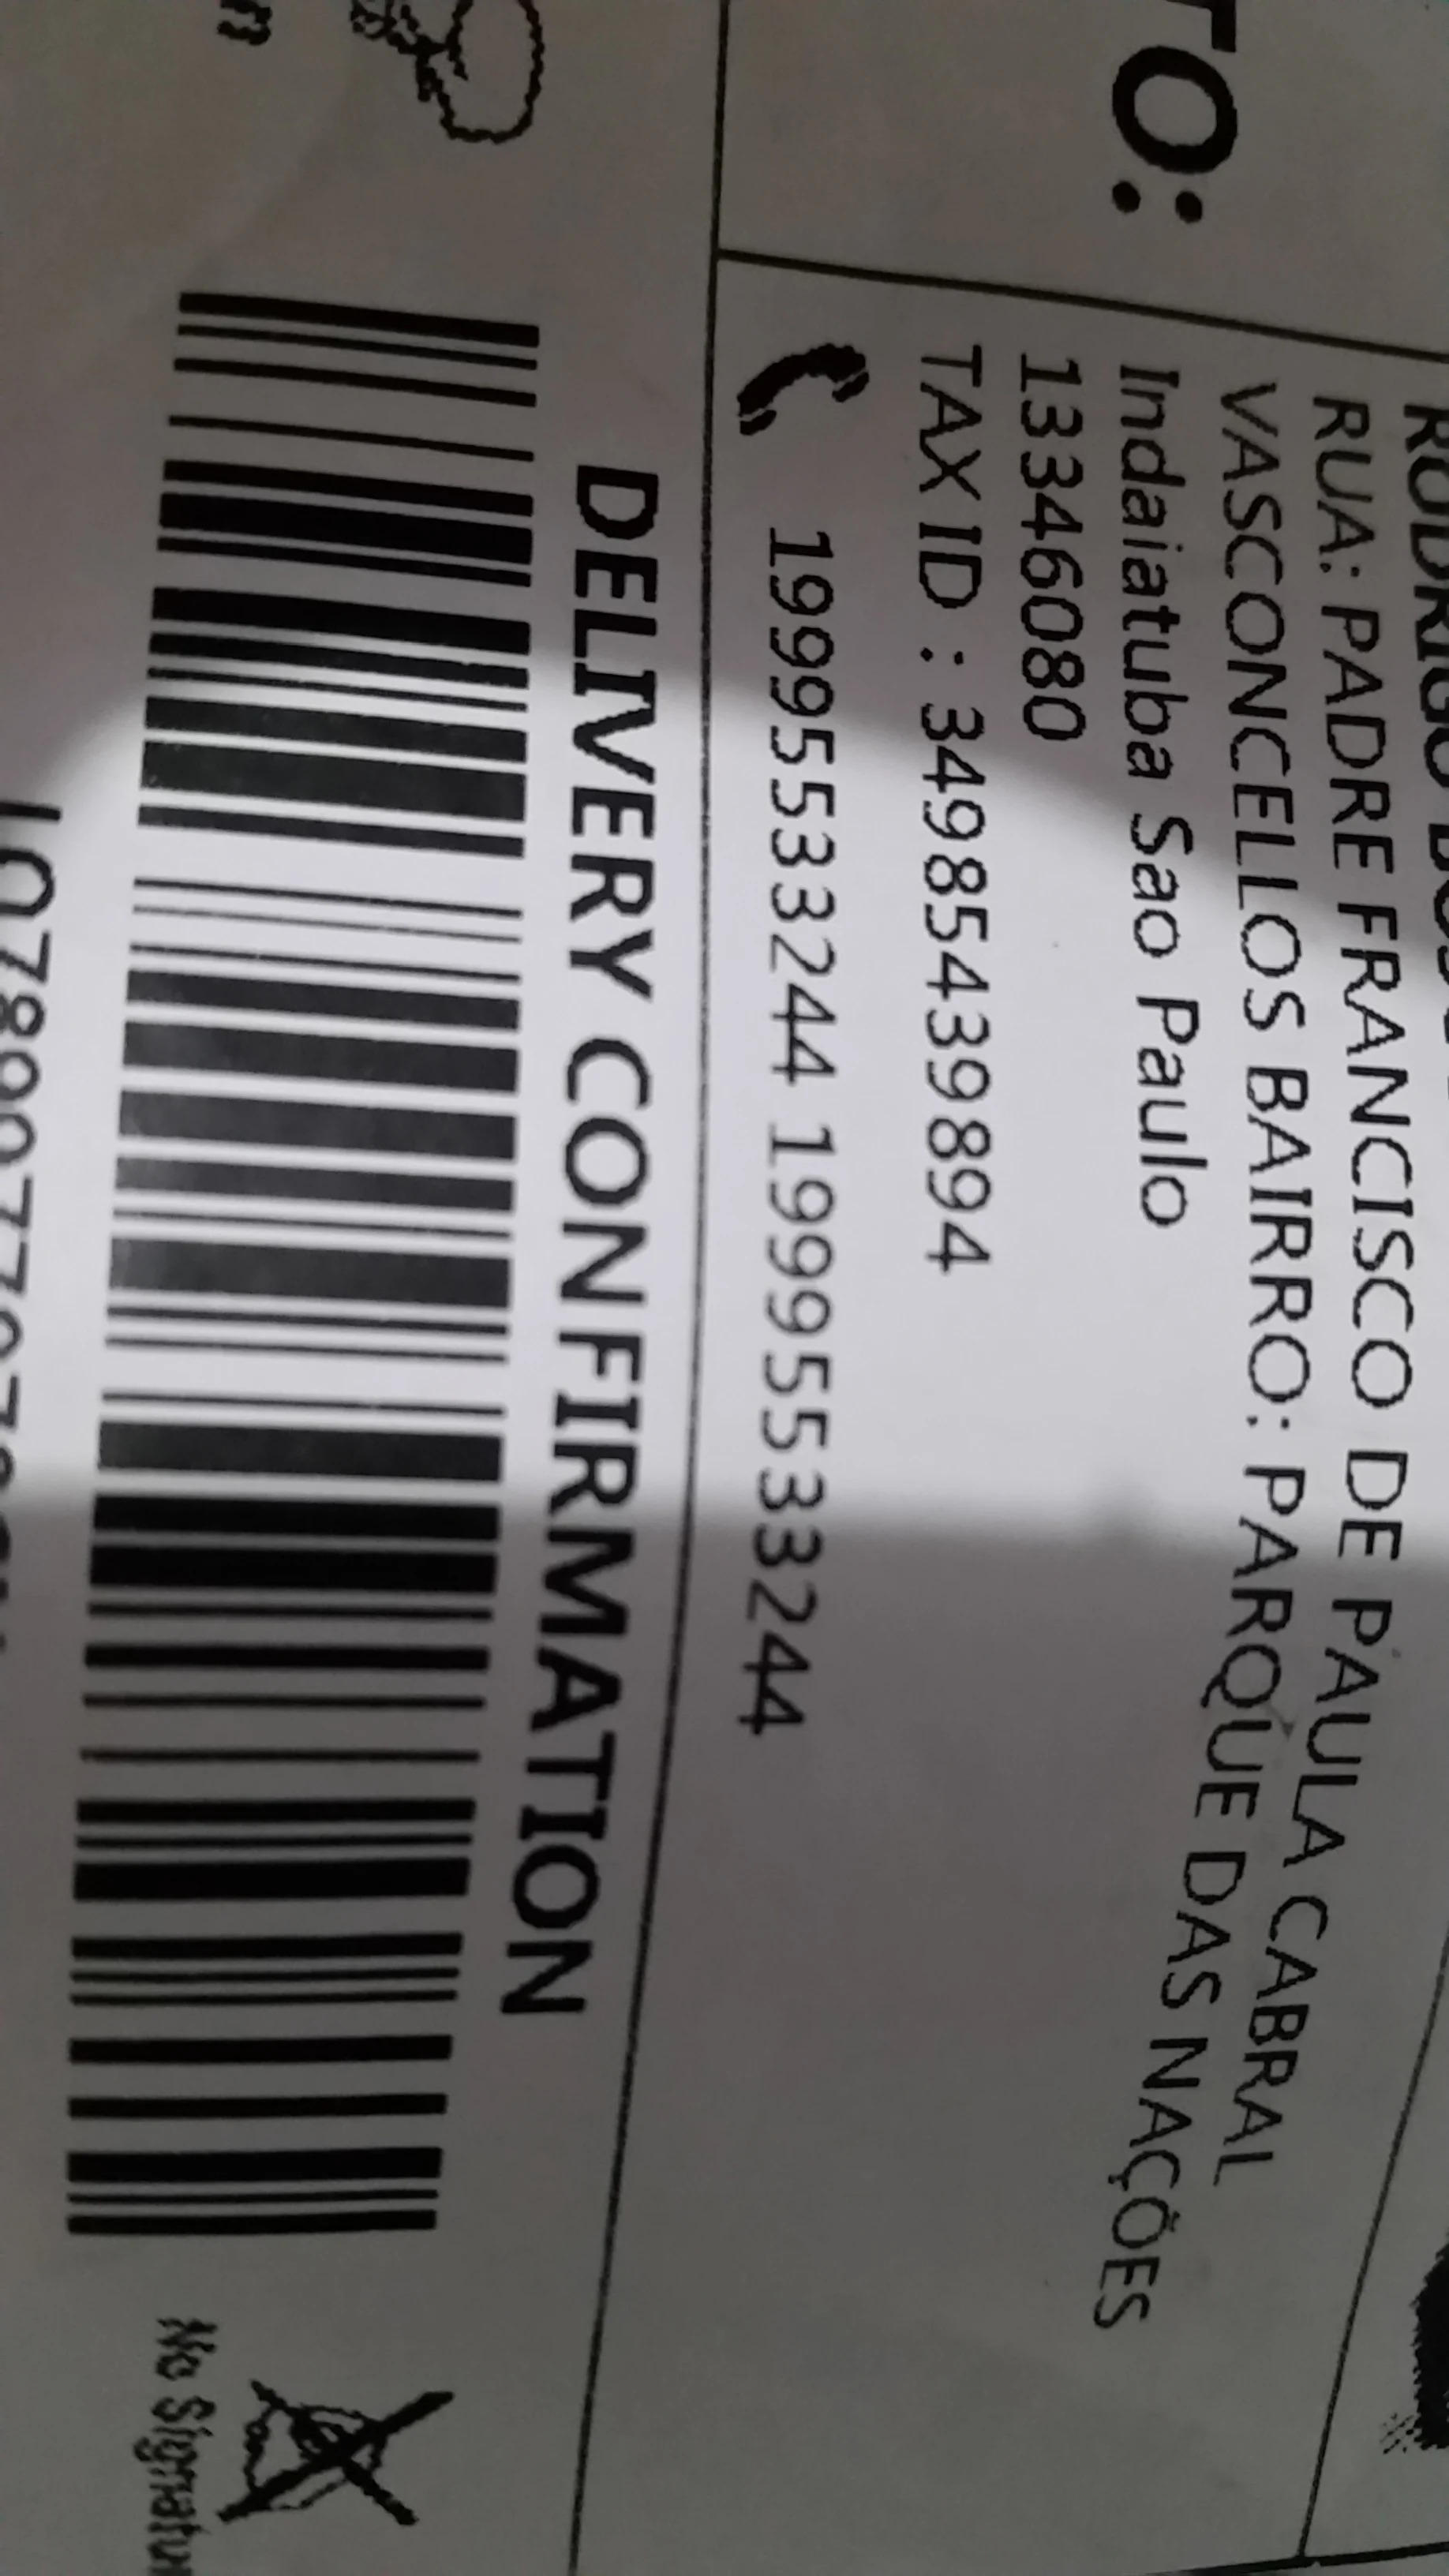 TO:
RUA: PADRE FRANCISCO DE PAULA CABRAL
VASCONCELLOS BAIRRO: PARQUE DAS NAÇÕES
Indaiatuba Sao Paulo
13346080
TAX ID : 34985439894
19995533244 19995533244
DELIVERY CONFIRMATION
No